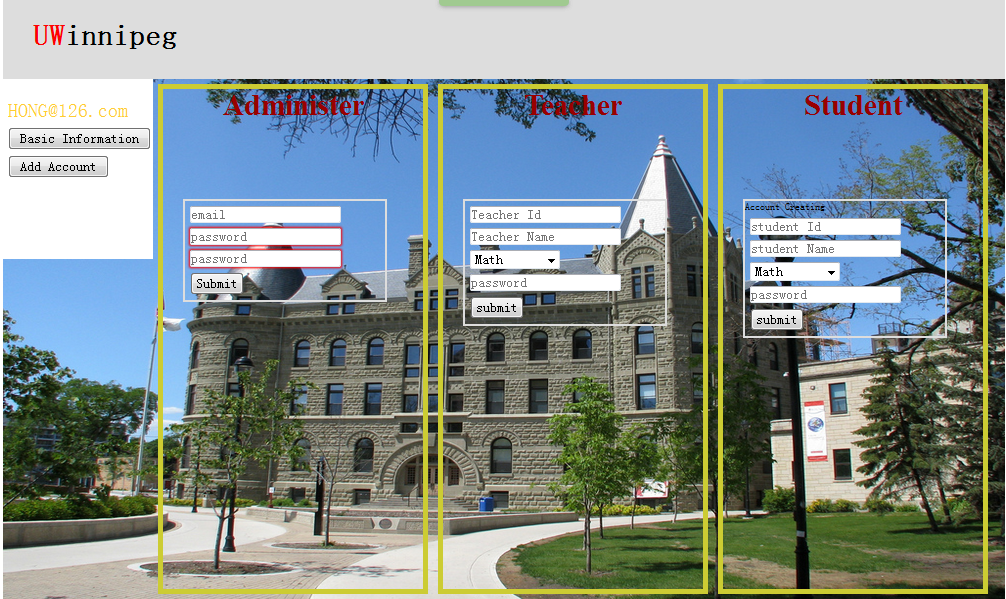 UWinnipeg
HONG@126.com
Basic Information
Add Account
Administer
email
password
password
Submit
Teacher
Teacher Id
Teacher Name
Math
password
submit
Student
Account Creating
student Id
student Name
Math
password
submit